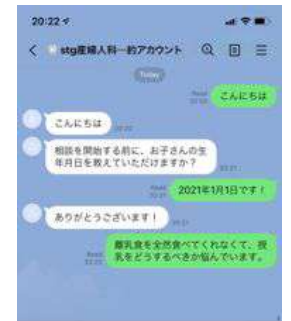 20:22
stg産婦人科一約アカウント
Today
こんにちは
こんにちは
相談を開始する前に、お子さんの生
年月日を教えていただけますか？
2021年1月1日です！
ありがとうございます！
離乳食を全然食べてくれなくて、授
乳をどうするべきか悩んでいます。